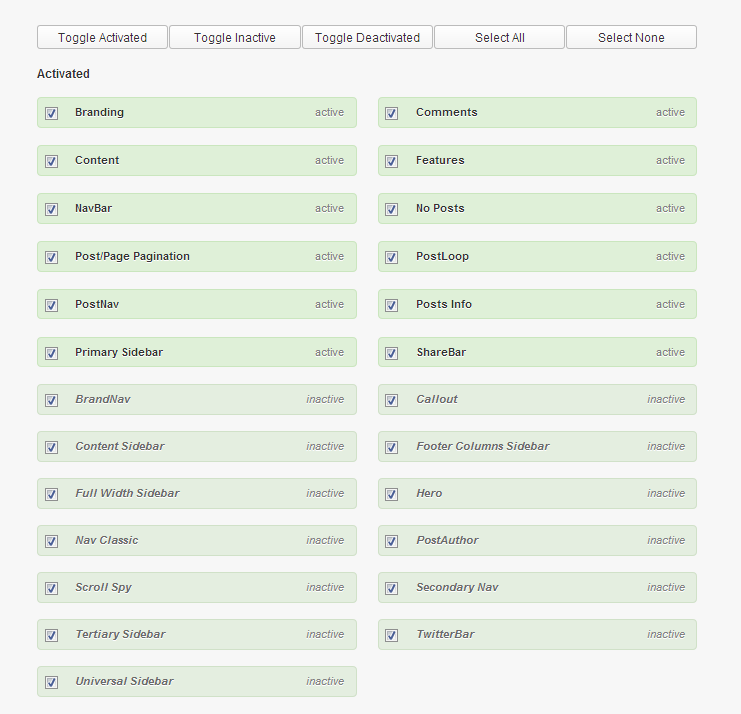 Toggle Activated Toggle Inactive Toggle Deactivated Select All Select None
Activated
Branding active Comments active
Content active Features active
NavBar active No Posts active
Post/Page Pagination active PostLoop active
PostNav active Posts Info active
Primary Sidebar active ShareBar active
BrandNav inactive Callout inactive
Content Sidebar inactive Footer Columns Sidebar inactive
Full Width Sidebar inactive Hero inactive
Nav Classic inactive PostAuthor inactive
Scroll Spy inactive Secondary Nav inactive
Tertiary Sidebar inactive TwitterBar inactive
Universal Sidebar inactive